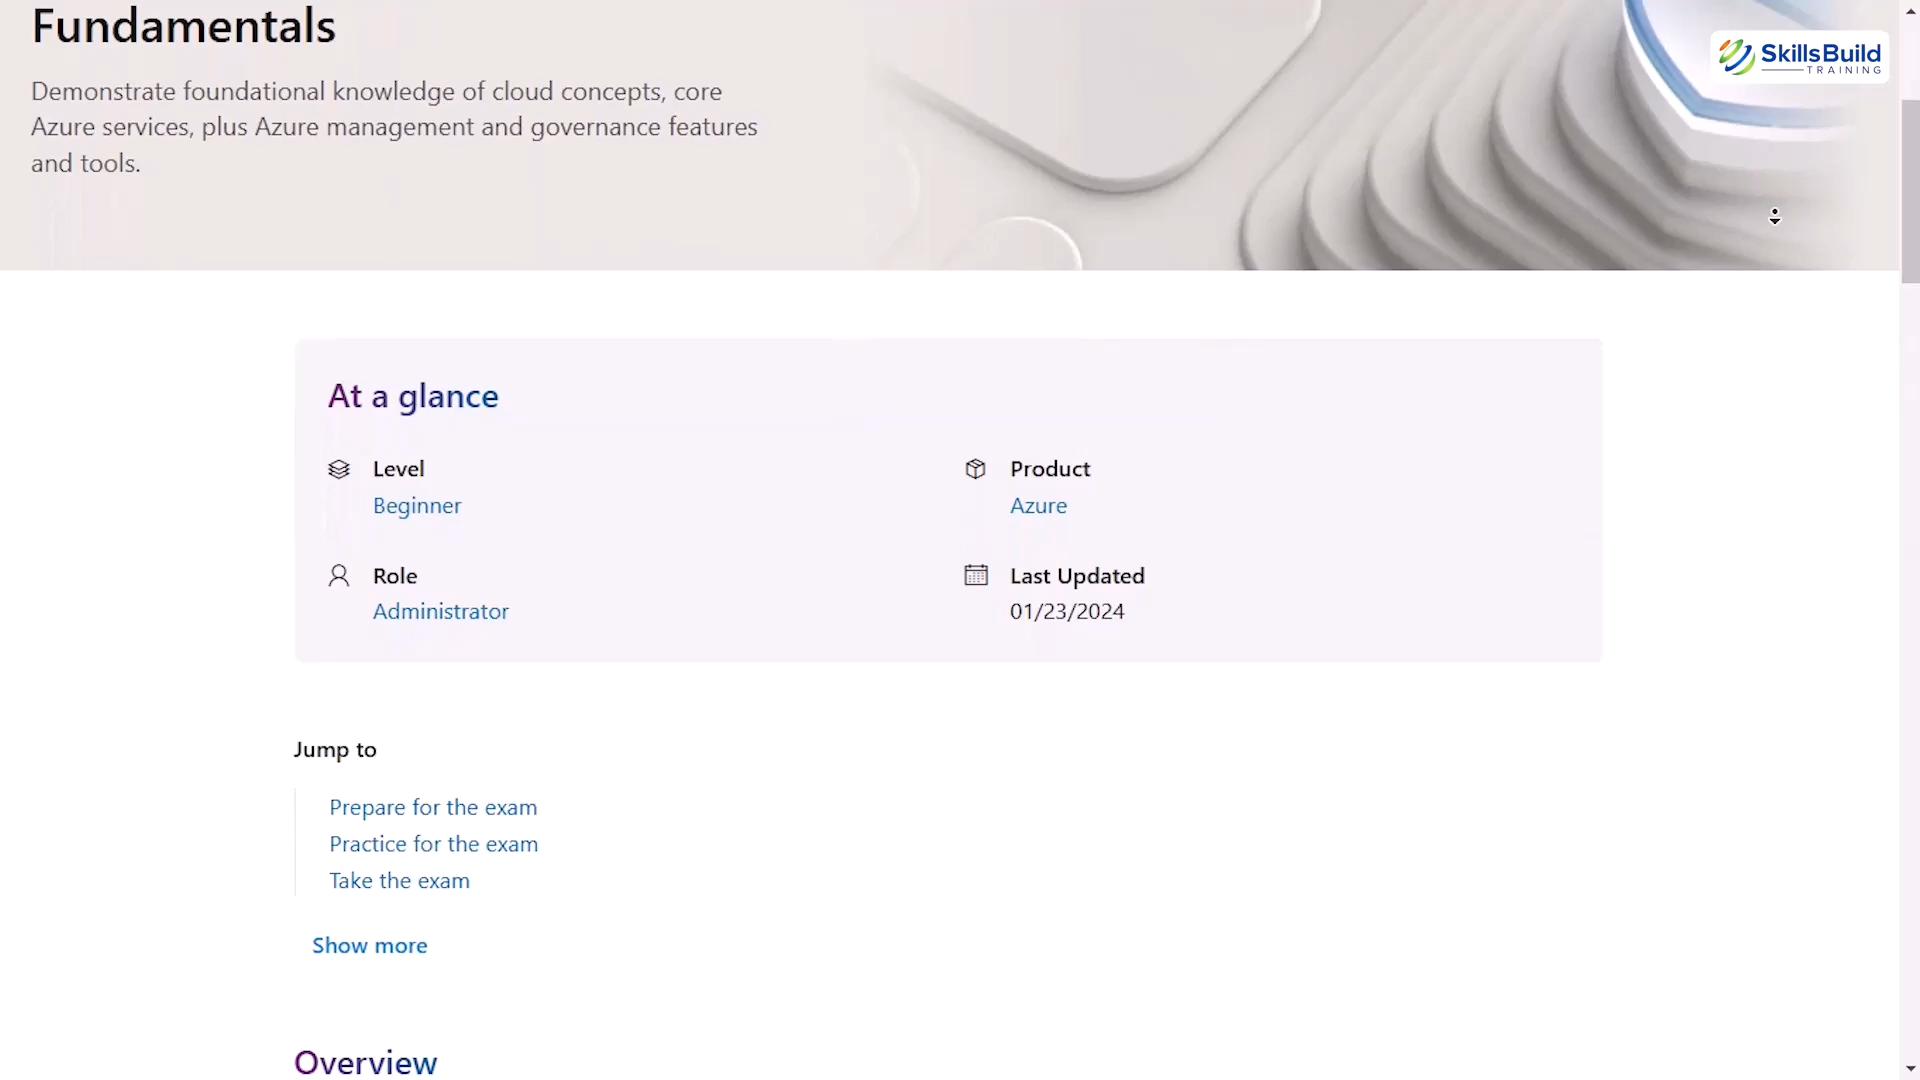 Fundamentals
SkillsBuild
TRAINING
Demonstrate foundational knowledge of cloud concepts, core
Azure services, plus Azure management and governance features
and tools.
At a glance
Level
Beginner
Product
Azure
Role
Administrator
Last Updated
01/23/2024
Jump to
Prepare for the exam
Practice for the exam
Take the exam
Show more
Overview